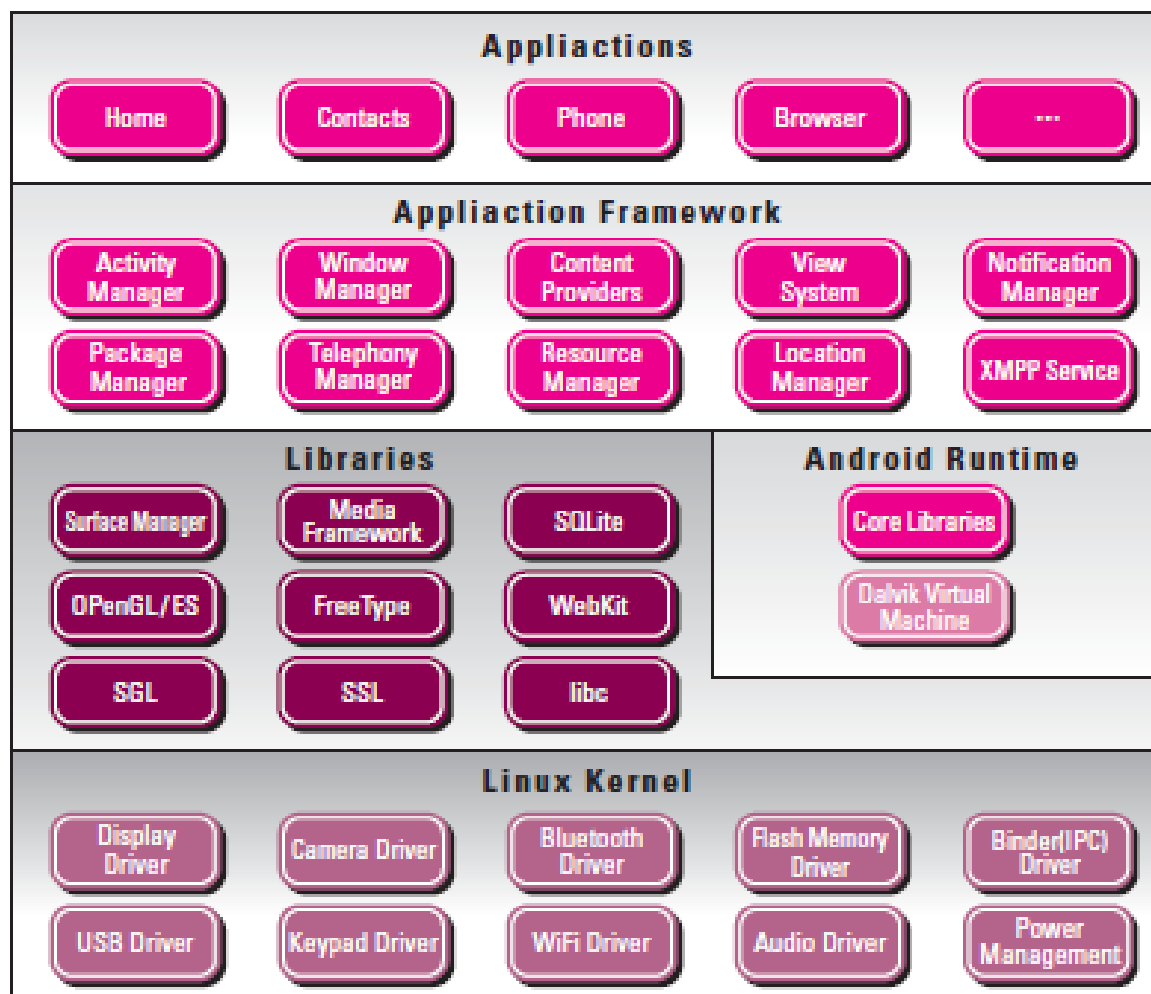 Appliactions
Home
Contacts
Phone
Browser
---
Appliaction Framework
Activity
Manager
Window
Manager
Content
Providers
View
System
Notification
Manager
Package
Manager
Telephony
Manager
Resource
Manager
Location
Manager
XMPP Service
Libraries
Surface Manager
Media
Framework
SQLite
OPenGL/ES
FreeType
WebKit
SGL
SSL
libc
Android Runtime
Core Libraries
Dalvik Virtual
Machine
Linux Kernel
Display
Driver
Camera Driver
Bluetooth
Driver
Flash Memory
Driver
Binder(IPC)
Driver
USB Driver
Keypad Driver
WiFi Driver
Audio Driver
Power
Management